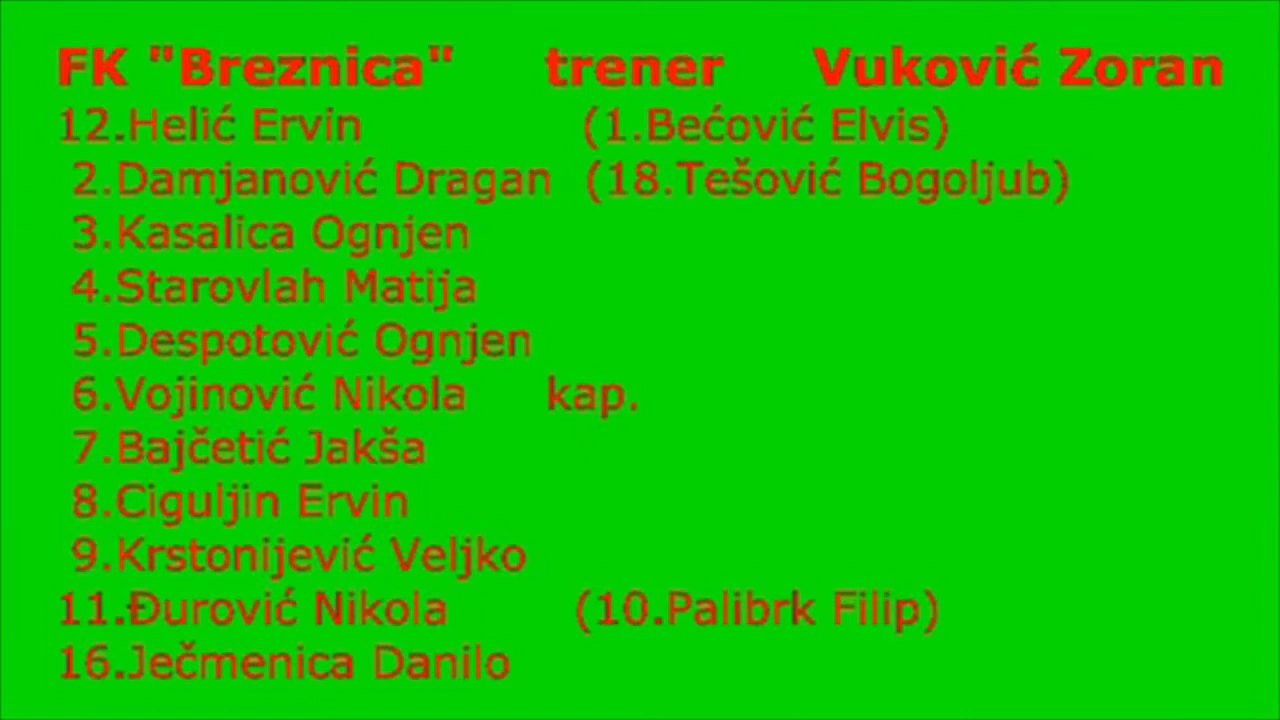 FK "Breznica" trener Vuković Zoran
12.Helić Ervin (1.Bećović Elvis)
2.Damjanović Dragan (18.Tešović Bogoljub)
3.Kasalica Ognjen
4.Starovlah Matija
5.Despotović Ognjen
6.Vojinović Nikola kap.
7.Bajčetić Jakša
8.Ciguljin Ervin
9.Krstonijević Veljko
11.Đurović Nikola (10.Palibrk Filip)
16.Ječmenica Danilo